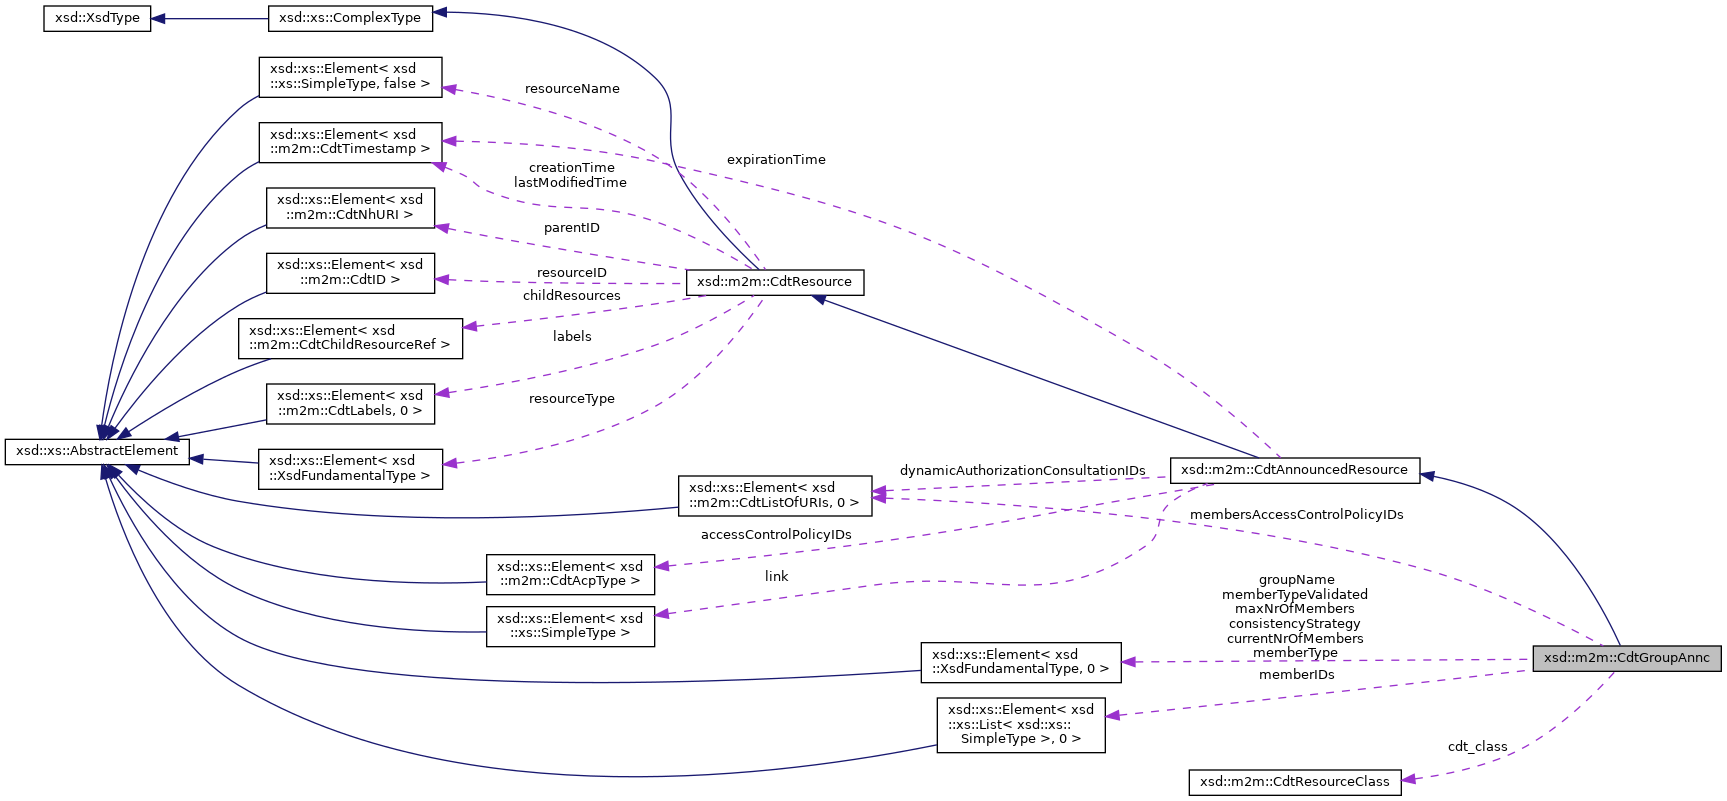 xsd::XsdType
xsd::xs::ComplexType
xsd::xs::Element< xsd
::xs::SimpleType, false >
resourceName
xsd::xs::Element< xsd
::m2m::CdtTimestamp >
expirationTime
creationTime
lastModifiedTime
xsd::xs::Element< xsd
::m2m::CdtNhURI >
parentID
xsd::xs::Element< xsd
::m2m::CdtID >
resourceID
xsd::m2m::CdtResource
childResources
xsd::xs::Element< xsd
::m2m::CdtChildResourceRef >
labels
xsd::xs::Element< xsd
::m2m::CdtLabels, 0 >
resourceType
xsd::xs::AbstractElement
xsd::xs::Element< xsd
::XsdFundamentalType >
dynamicAuthorizationConsultationIDs
xsd::m2m::CdtAnnouncedResource
xsd::xs::Element< xsd
::m2m::CdtListOfURIs, 0 >
membersAccessControlPolicyIDs
accessControlPolicyIDs
xsd::xs::Element< xsd
::m2m::CdtAcpType >
link
xsd::xs::Element< xsd
::xs::SimpleType >
groupName
memberTypeValidated
maxNrOfMembers
consistencyStrategy
currentNrOfMembers
memberType
xsd::xs::Element< xsd
::XsdFundamentalType, 0 >
xsd::m2m::CdtGroupAnnc
memberIDs
xsd::xs::Element< xsd
::xs::List< xsd::xs::
SimpleType >, 0 >
cdt_class
xsd::m2m::CdtResourceClass